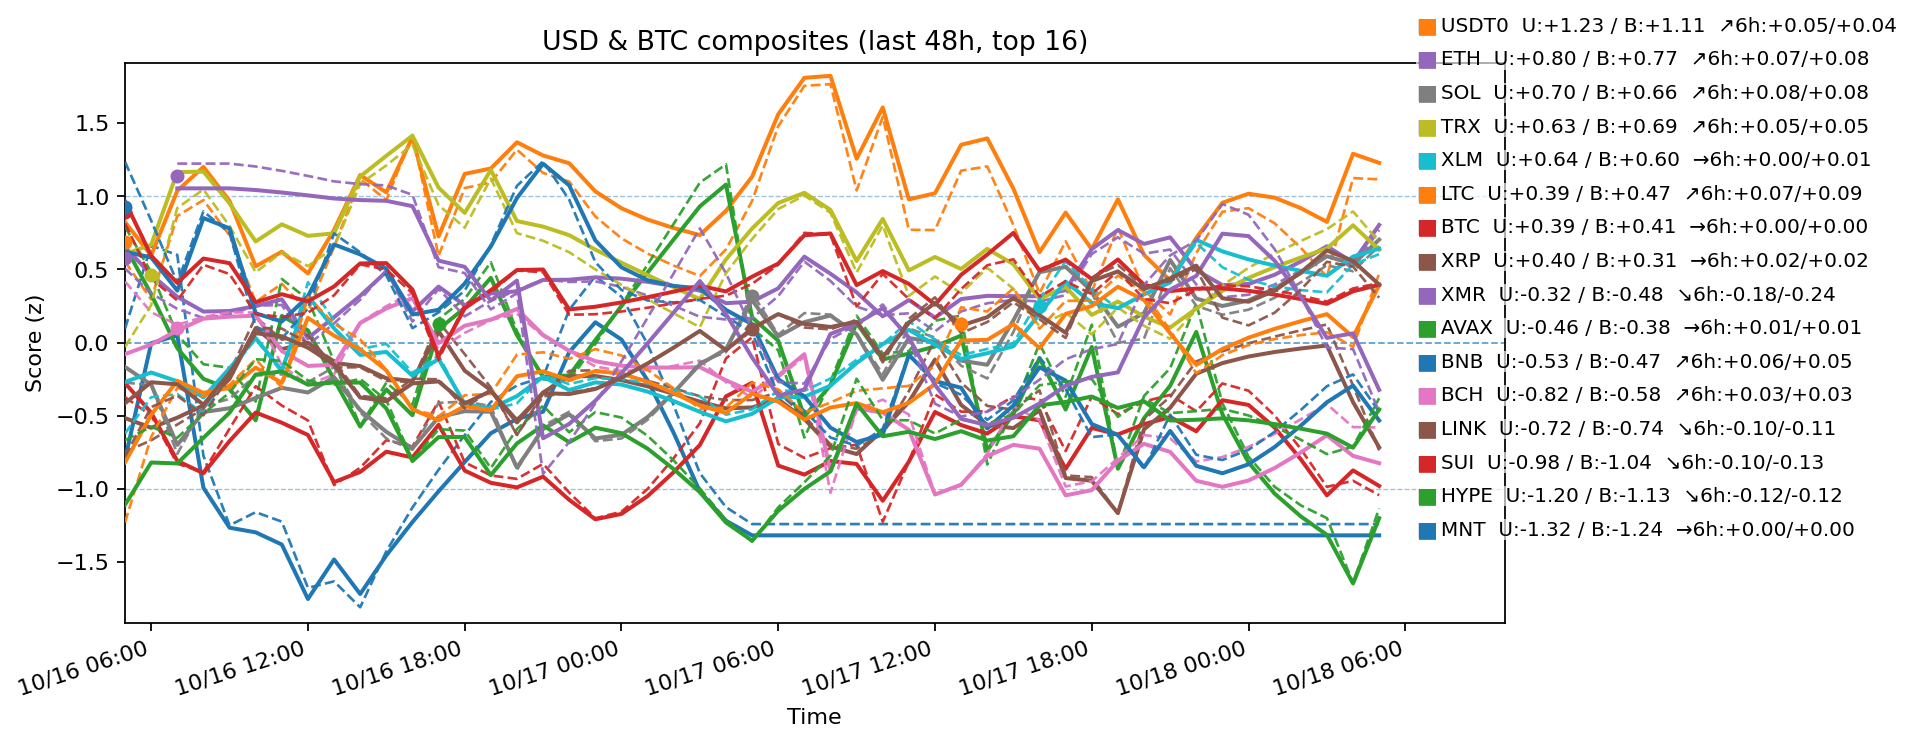 USD & BTC composites (last 48h, top 16)
USDT0 U:+1.23 / B:+1.11 ↗6h:+0.05/+0.04
ETH U:+0.80 / B:+0.77 ↗6h:+0.07/+0.08
SOL U:+0.70 / B:+0.66 ↗6h:+0.08/+0.08
TRX U:+0.63 / B:+0.69 ↗6h:+0.05/+0.05
XLM U:+0.64 / B:+0.60 →6h:+0.00/+0.01
LTC U:+0.39 / B:+0.47 ↗6h:+0.07/+0.09
BTC U:+0.39 / B:+0.41 →6h:+0.00/+0.00
XRP U:+0.40 / B:+0.31 →6h:+0.02/+0.02
XMR U:-0.32 / B:-0.48 ↘6h:-0.18/-0.24
AVAX U:-0.46 / B:-0.38 →6h:+0.01/+0.01
BNB U:-0.53 / B:-0.47 ↗6h:+0.06/+0.05
BCH U:-0.82 / B:-0.58 ↗6h:+0.03/+0.03
LINK U:-0.72 / B:-0.74 ↘6h:-0.10/-0.11
SUI U:-0.98 / B:-1.04 ↘6h:-0.10/-0.13
HYPE U:-1.20 / B:-1.13 ↘6h:-0.12/-0.12
MNT U:-1.32 / B:-1.24 →6h:+0.00/+0.00
Score (z)
1.5
1.0
0.5
0.0
−0.5
−1.0
−1.5
10/16 06:00
10/16 12:00
10/16 18:00
10/17 00:00
10/17 06:00
10/17 12:00
10/17 18:00
10/18 00:00
10/18 06:00
Time